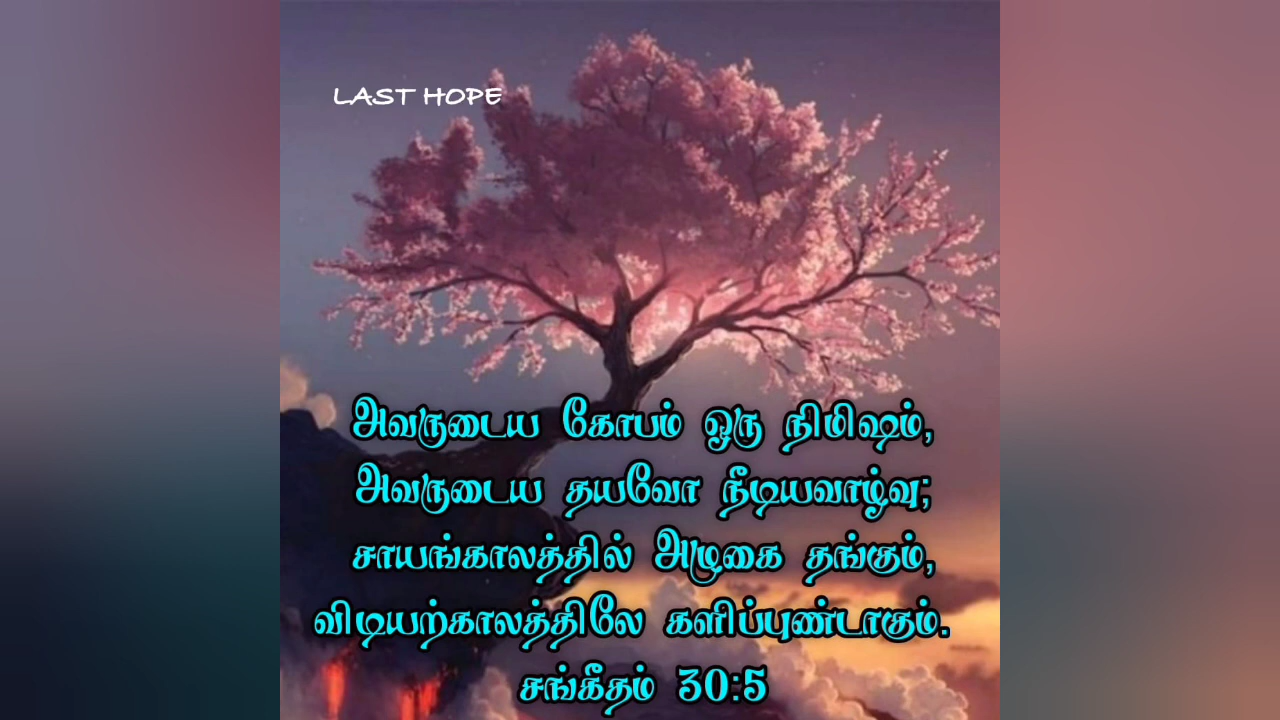 LAST HOPE
அவருடைய கோபம் ஒரு நிமிஷம்,
அவருடைய தயவோ நீடியவாழ்வு;
சாயங்காலத்தில் அழுகை தங்கும்,
விடியற்காலத்திலே களிப்புண்டாகும்.
சங்கீதம் 30:5